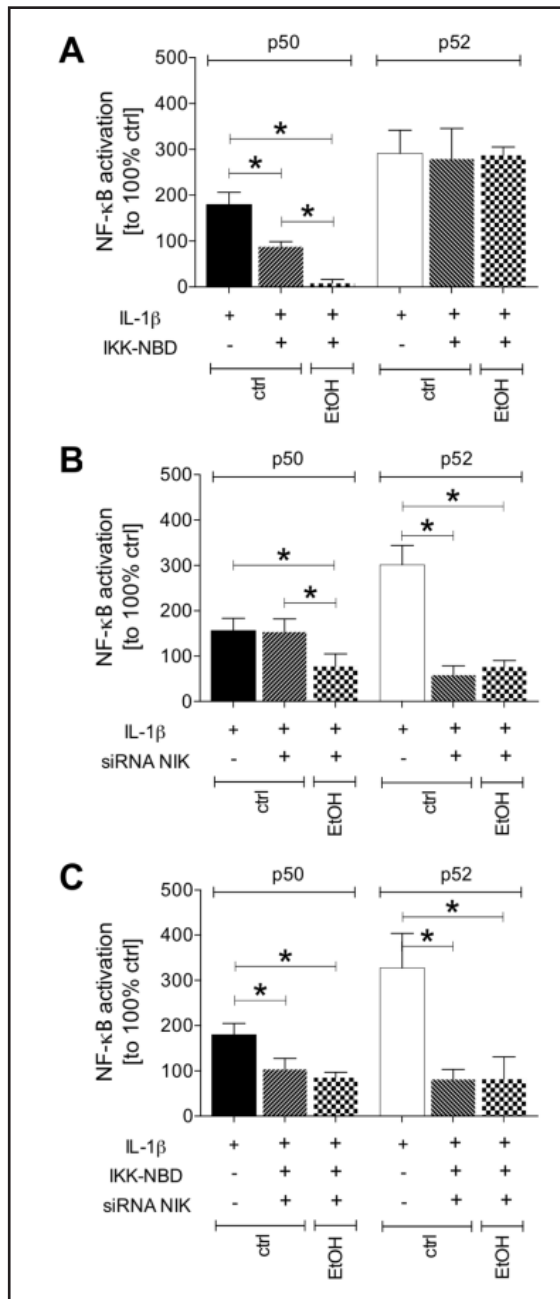 A
p50 p52
NF-κB activation
[to 100% ctrl]
500
400
300
200
100
0
* * *
IL-1β + + + + + +
IKK-NBD - + + - + +
ctrl EtOH ctrl EtOH
B
p50 p52
NF-κB activation
[to 100% ctrl]
500
400
300
200
100
0
* * * *
IL-1β + + + + + +
siRNA NIK - + + - + +
ctrl EtOH ctrl EtOH
C
p50 p52
NF-κB activation
[to 100% ctrl]
500
400
300
200
100
0
* * * *
IL-1β + + + + + +
IKK-NBD - + + - + +
siRNA NIK - + + - + +
ctrl EtOH ctrl EtOH